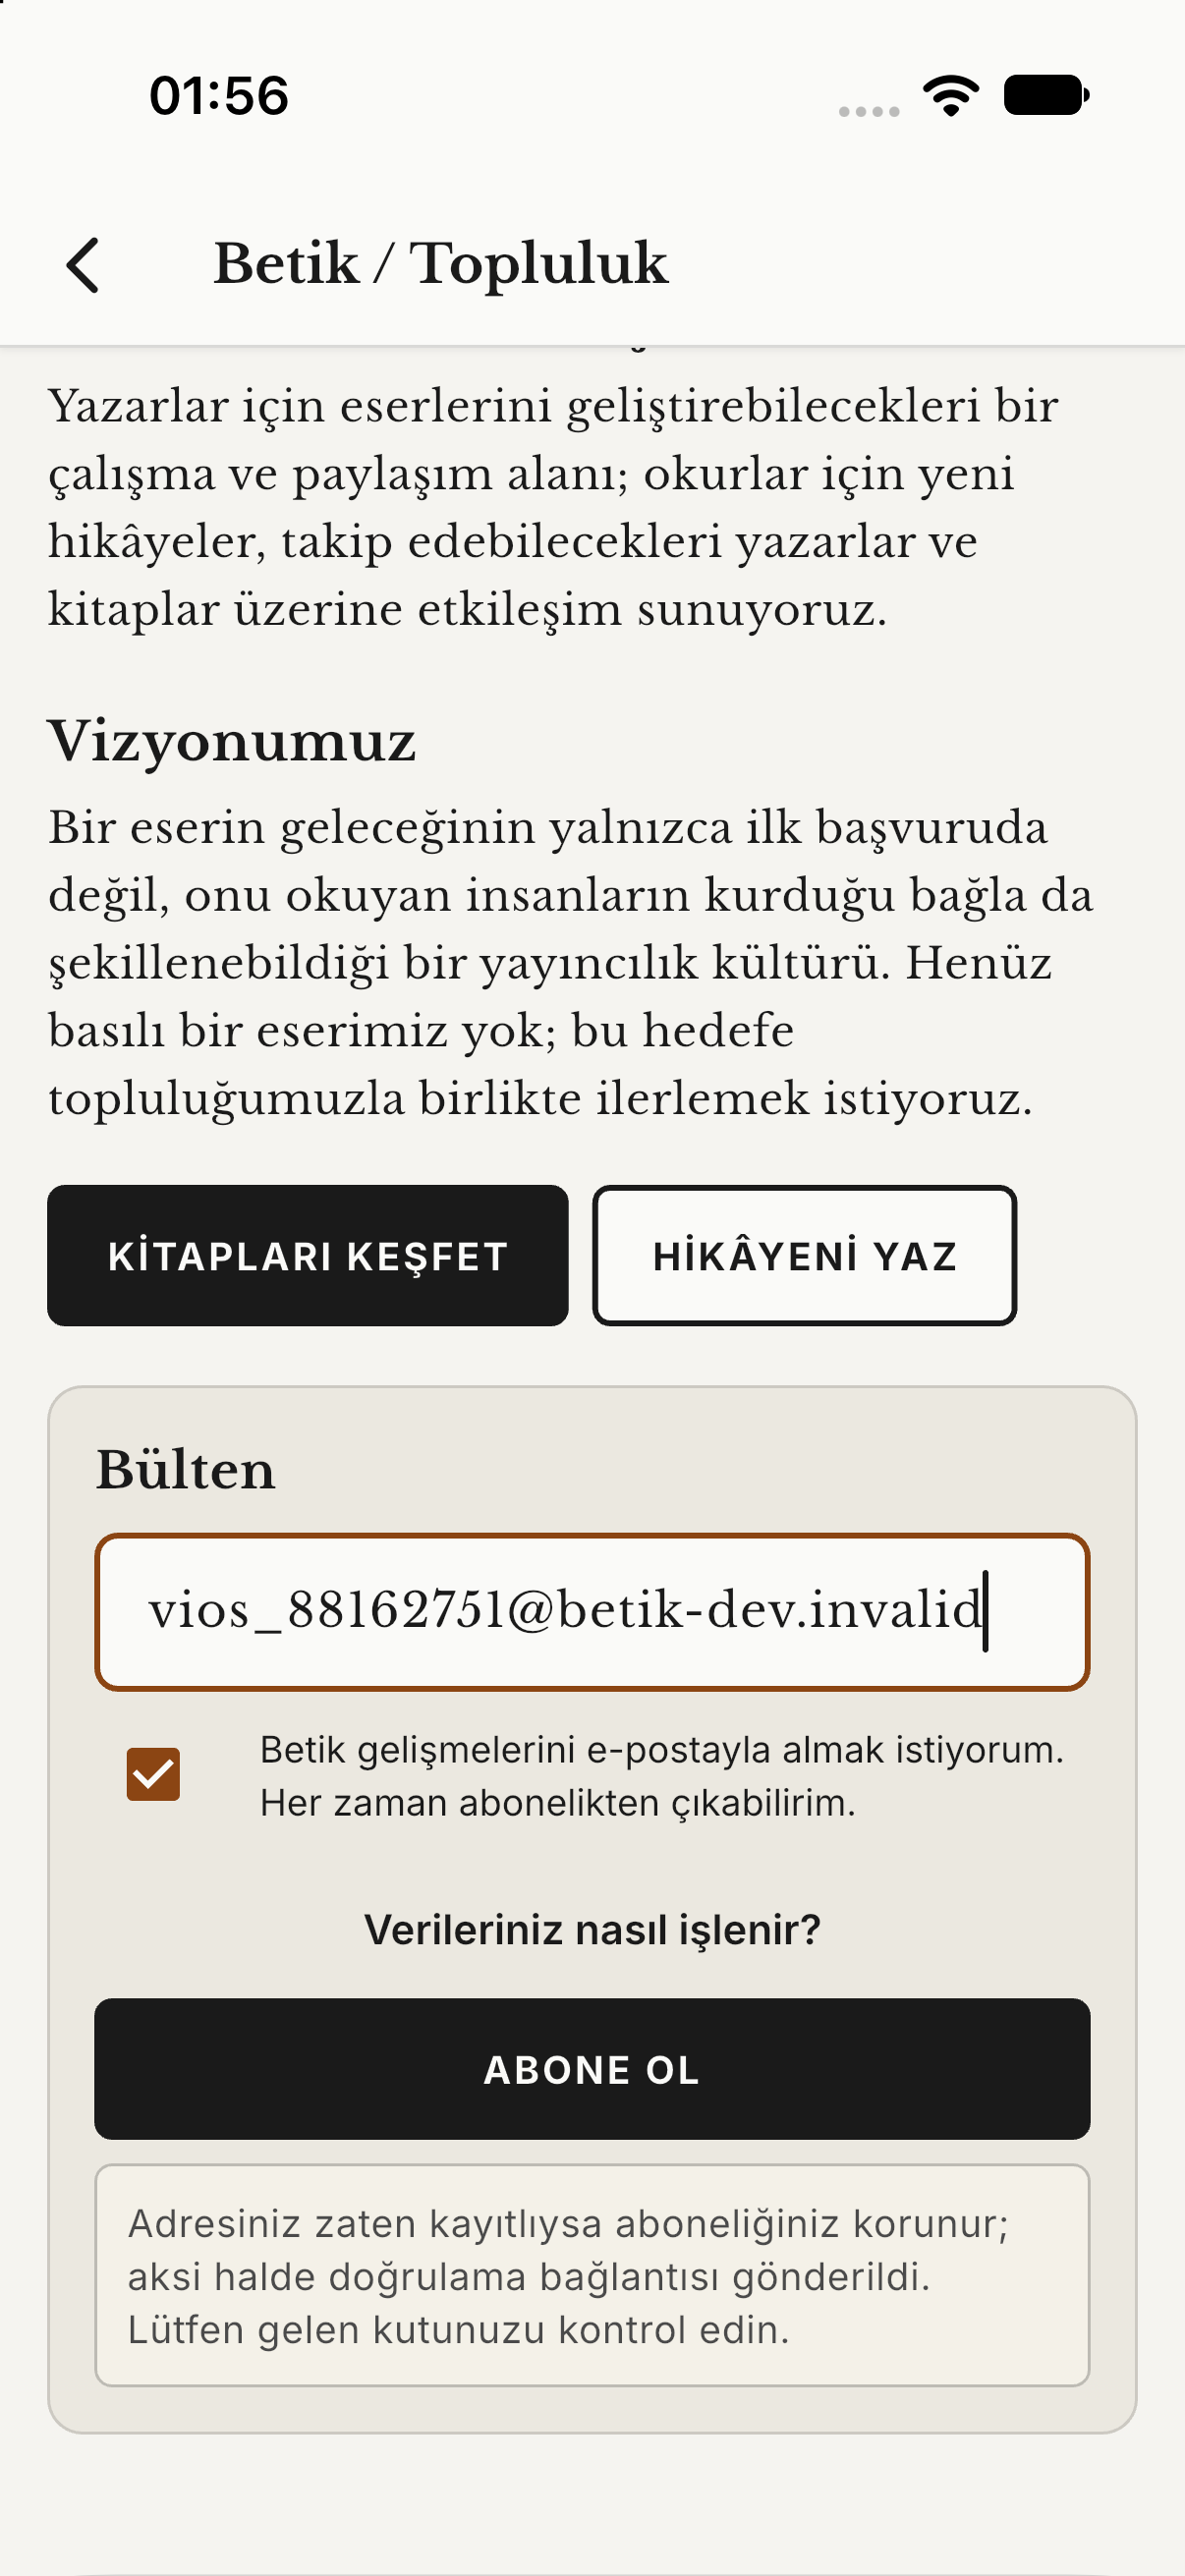 01:56
Betik / Topluluk
Yazarlar için eserlerini geliştirebilecekleri bir
çalışma ve paylaşım alanı; okurlar için yeni
hikâyeler, takip edebilecekleri yazarlar ve
kitaplar üzerine etkileşim sunuyoruz.
Vizyonumuz
Bir eserin geleceğinin yalnızca ilk başvuruda
değil, onu okuyan insanların kurduğu bağla da
şekillenebildiği bir yayıncılık kültürü. Henüz
basılı bir eserimiz yok; bu hedefe
topluluğumuzla birlikte ilerlemek istiyoruz.
KİTAPLARI KEŞFET
HİKÂYENİ YAZ
Bülten
vios_88162751@betik-dev.invalid
Betik gelişmelerini e-postayla almak istiyorum.
Her zaman abonelikten çıkabilirim.
Verileriniz nasıl işlenir?
ABONE OL
Adresiniz zaten kayıtlıysa aboneliğiniz korunur;
aksi halde doğrulama bağlantısı gönderildi.
Lütfen gelen kutunuzu kontrol edin.